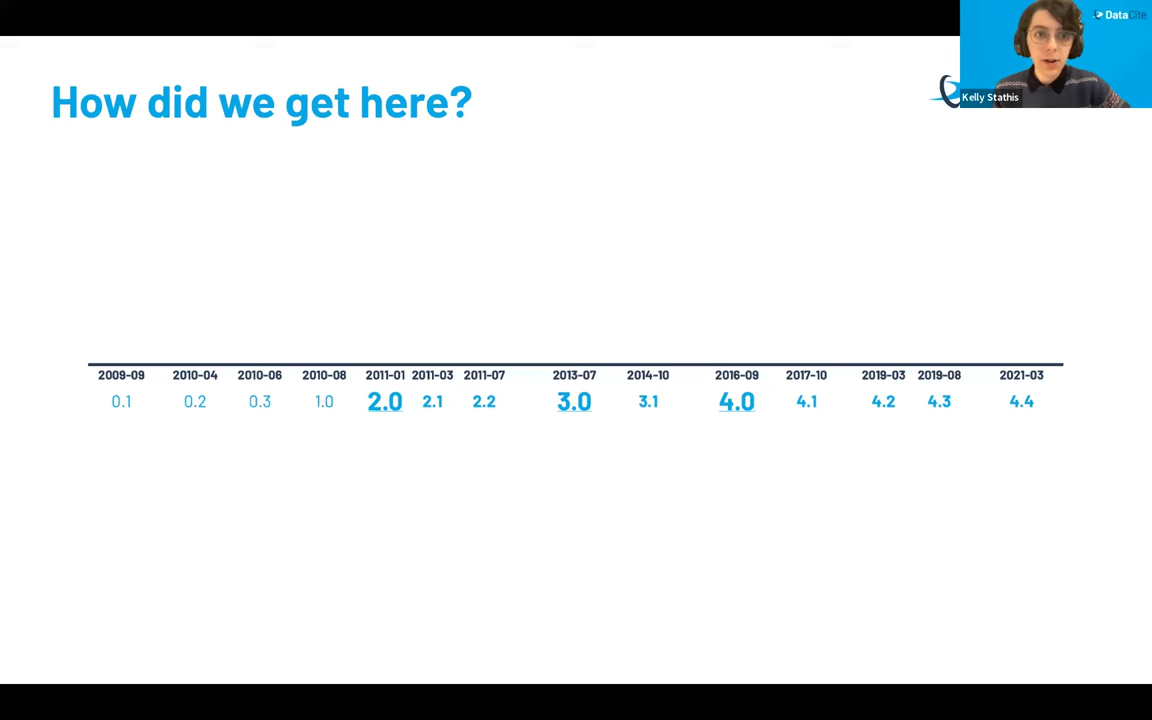 DataCite
How did we get here?
Kelly Stathis
2009-09 2010-04 2010-06 2010-08 2011-01 2011-03 2011-07 2013-07 2014-10 2016-09 2017-10 2019-03 2019-08 2021-03
0.1 0.2 0.3 1.0 2.0 2.1 2.2 3.0 3.1 4.0 4.1 4.2 4.3 4.4